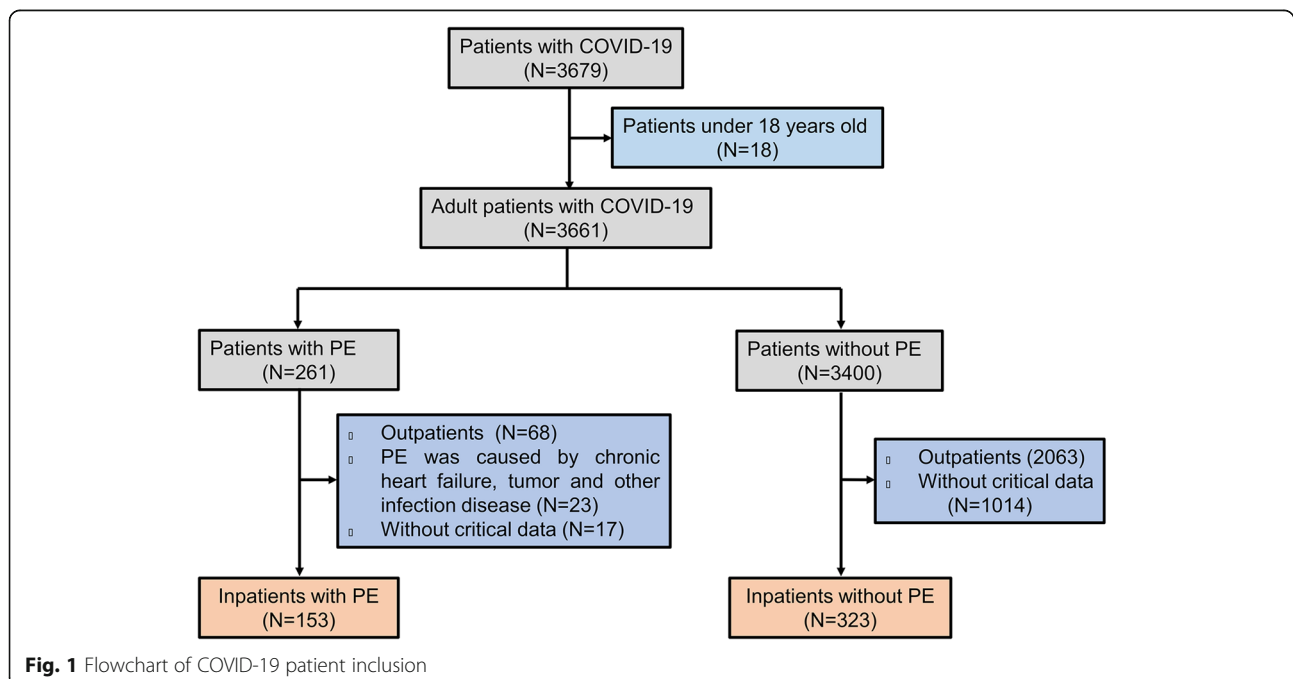 Patients with COVID-19
(N=3679)
Patients under 18 years old
(N=18)
Adult patients with COVID-19
(N=3661)
Patients with PE
(N=261)
Patients without PE
(N=3400)
Outpatients (N=68)
PE was caused by chronic
heart failure, tumor and other
infection disease (N=23)
Without critical data (N=17)
Outpatients (2063)
Without critical data
(N=1014)
Inpatients with PE
(N=153)
Inpatients without PE
(N=323)
Fig. 1 Flowchart of COVID-19 patient inclusion